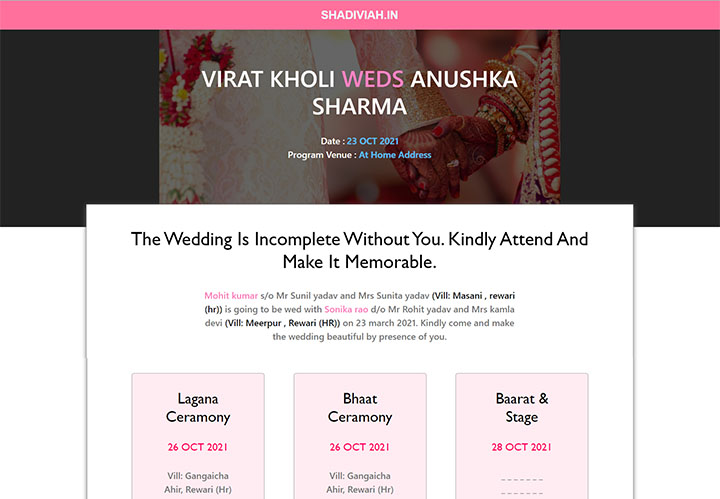 SHADIVIAH.IN
VIRAT KHOLI WEDS ANUSHKA
SHARMA
Date : 23 OCT 2021
Program Venue : At Home Address
The Wedding Is Incomplete Without You. Kindly Attend And
Make It Memorable.
Mohit kumar s/o Mr Sunil yadav and Mrs Sunita yadav (Vill: Masani , rewari
(hr)) is going to be wed with Sonika rao d/o Mr Rohit yadav and Mrs kamla
devi (Vill: Meerpur , Rewari (HR)) on 23 march 2021. Kindly come and make
the wedding beautiful by presence of you.
Lagana
Ceramony
26 OCT 2021
Vill: Gangaicha
Ahir, Rewari (Hr)
Bhaat
Ceramony
26 OCT 2021
Vill: Gangaicha
Ahir, Rewari (Hr)
Baarat &
Stage
28 OCT 2021
_ _ _ _ _ _ _
_ _ _ _ _ _ _